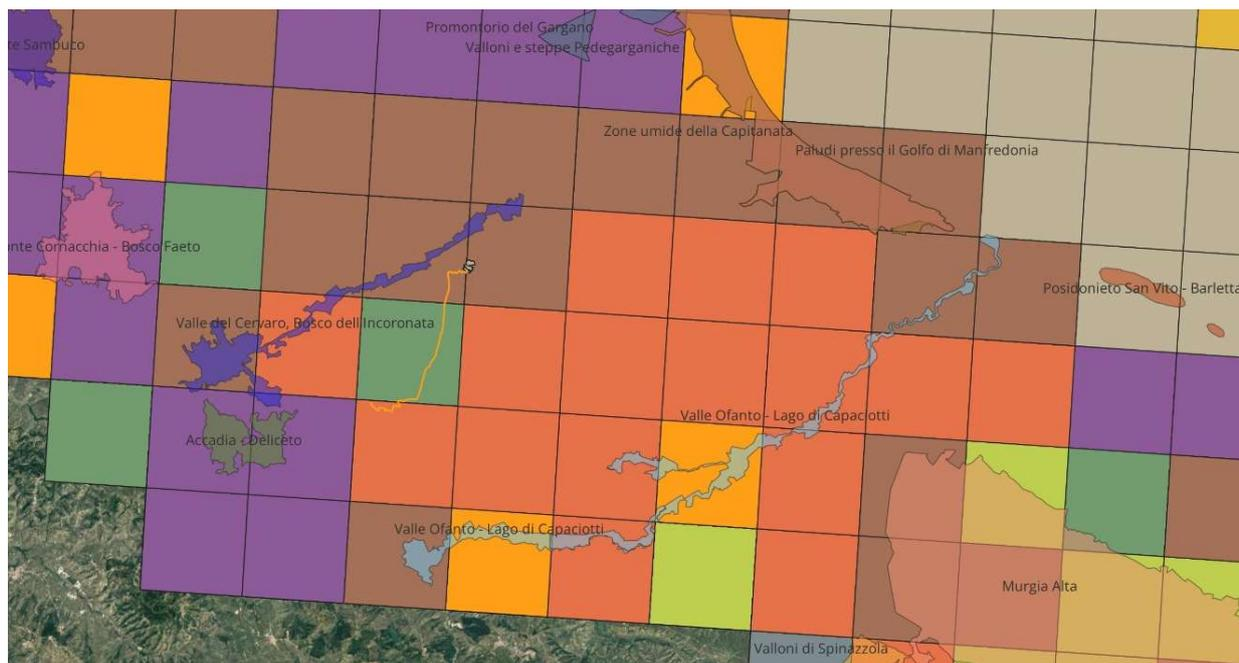 Promontorio del Gargano
te Sambuco
Valloni e steppe Pedegarganiche
Zone umide della Capitanata
Paludi presso il Golfo di Manfredonia
onte Cornacchia - Bosco Faeto
Posidonieto San Vito - Barletta
Valle del Cervaro, Bosco dell'Incoronata
Valle Ofanto - Lago di Capaciotti
Accadia - Deliceto
Valle Ofanto - Lago di Capaciotti
Murgia Alta
Valloni di Spinazzola